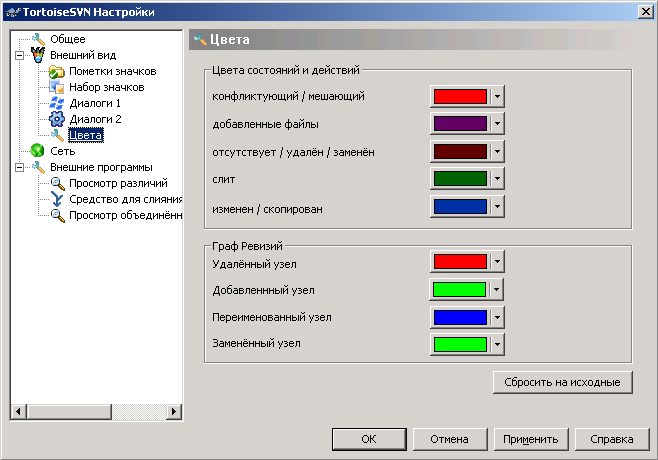 TortoiseSVN Настройки
Общее
Внешний вид
Пометки значков
Набор значков
Диалоги 1
Диалоги 2
Цвета
Сеть
Внешние программы
Просмотр различий
Средство для слияния
Просмотр объединённ
Цвета
Цвета состояний и действий
конфликтующий / мешающий
добавленные файлы
отсутствует / удалён / заменён
слит
изменен / скопирован
Граф Ревизий
Удалённый узел
Добавленнный узел
Переименованный узел
Заменённый узел
Сбросить на исходные
ОК
Отмена
Применить
Справка